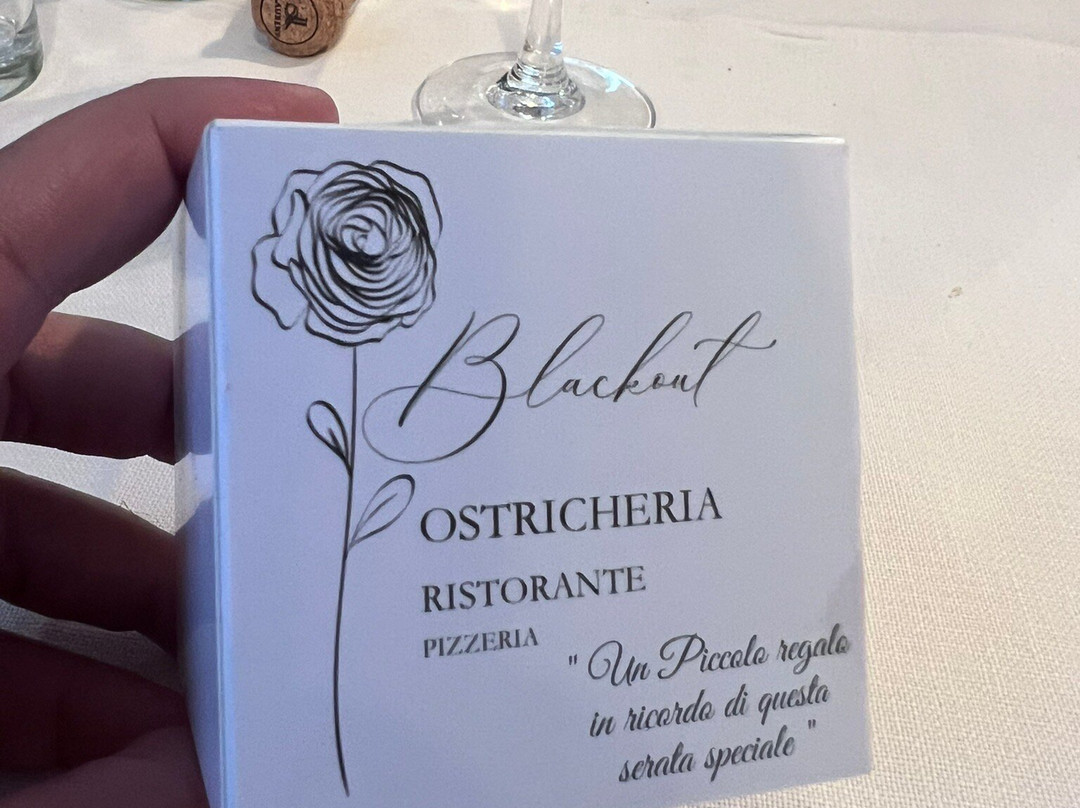 Blackout
OSTRICHERIA
RISTORANTE
PIZZERIA
" Un Piccolo regalo
in ricordo di questa
serata speciale "